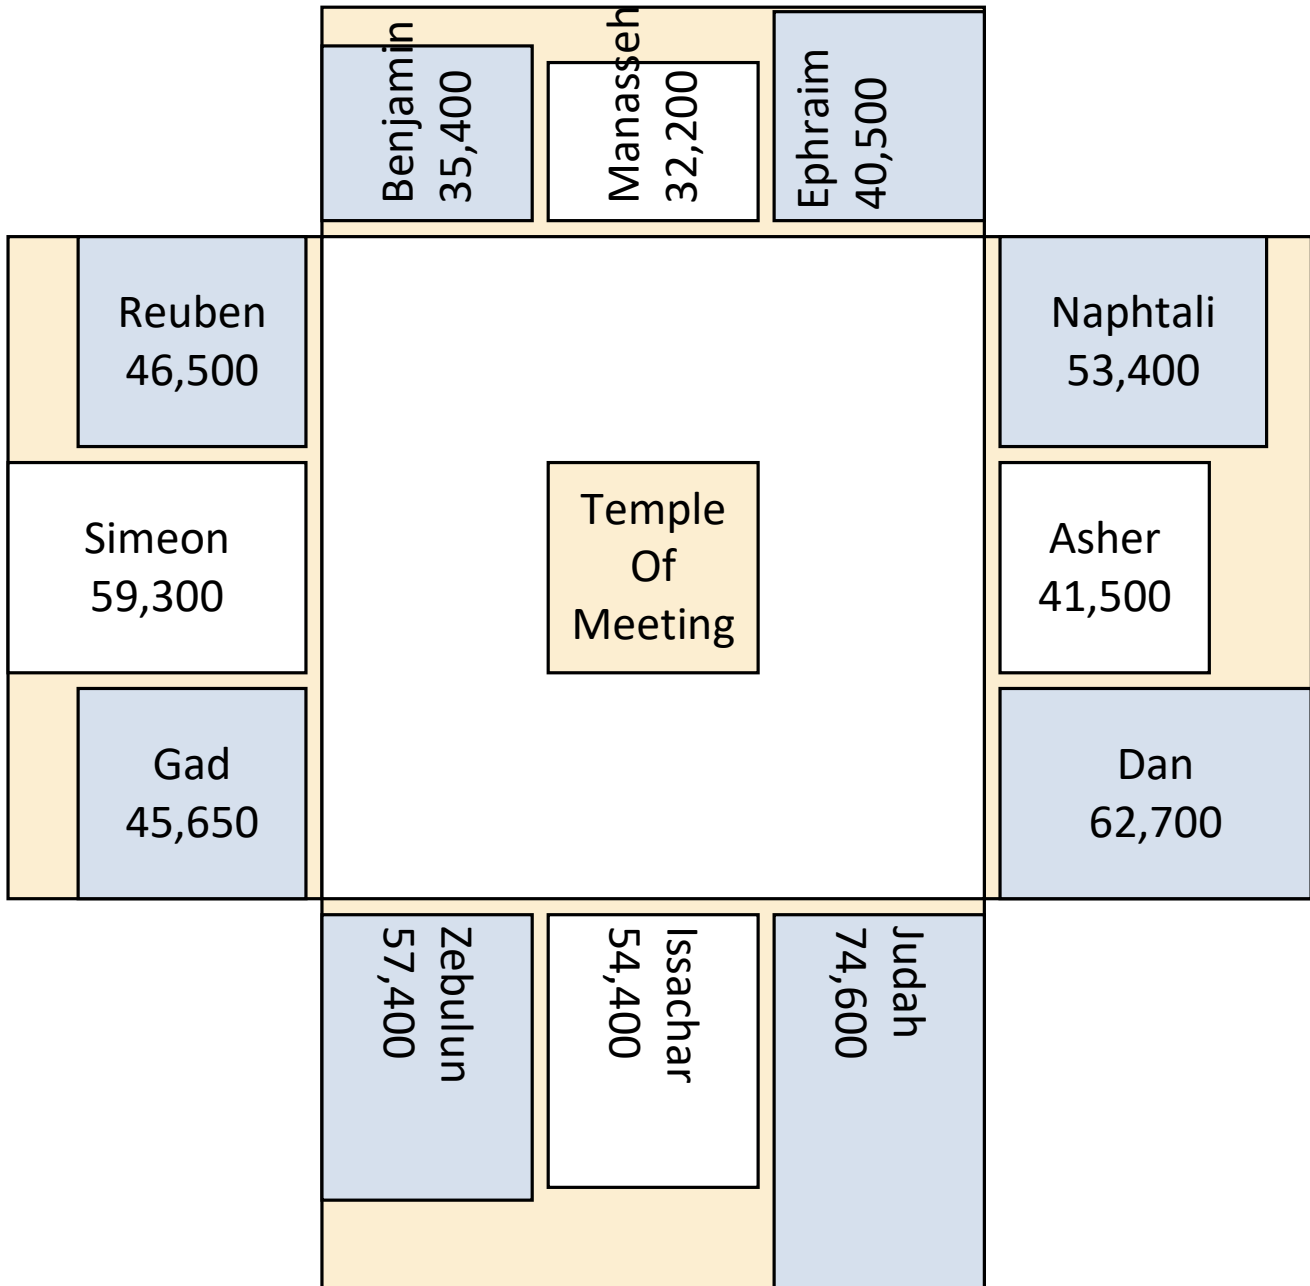 Benjamin
35,400
Manasseh
32,200
Ephraim
40,500
Reuben
46,500
Naphtali
53,400
Simeon
59,300
Temple
Of
Meeting
Asher
41,500
Gad
45,650
Dan
62,700
Zebulun
57,400
Issachar
54,400
Judah
74,600